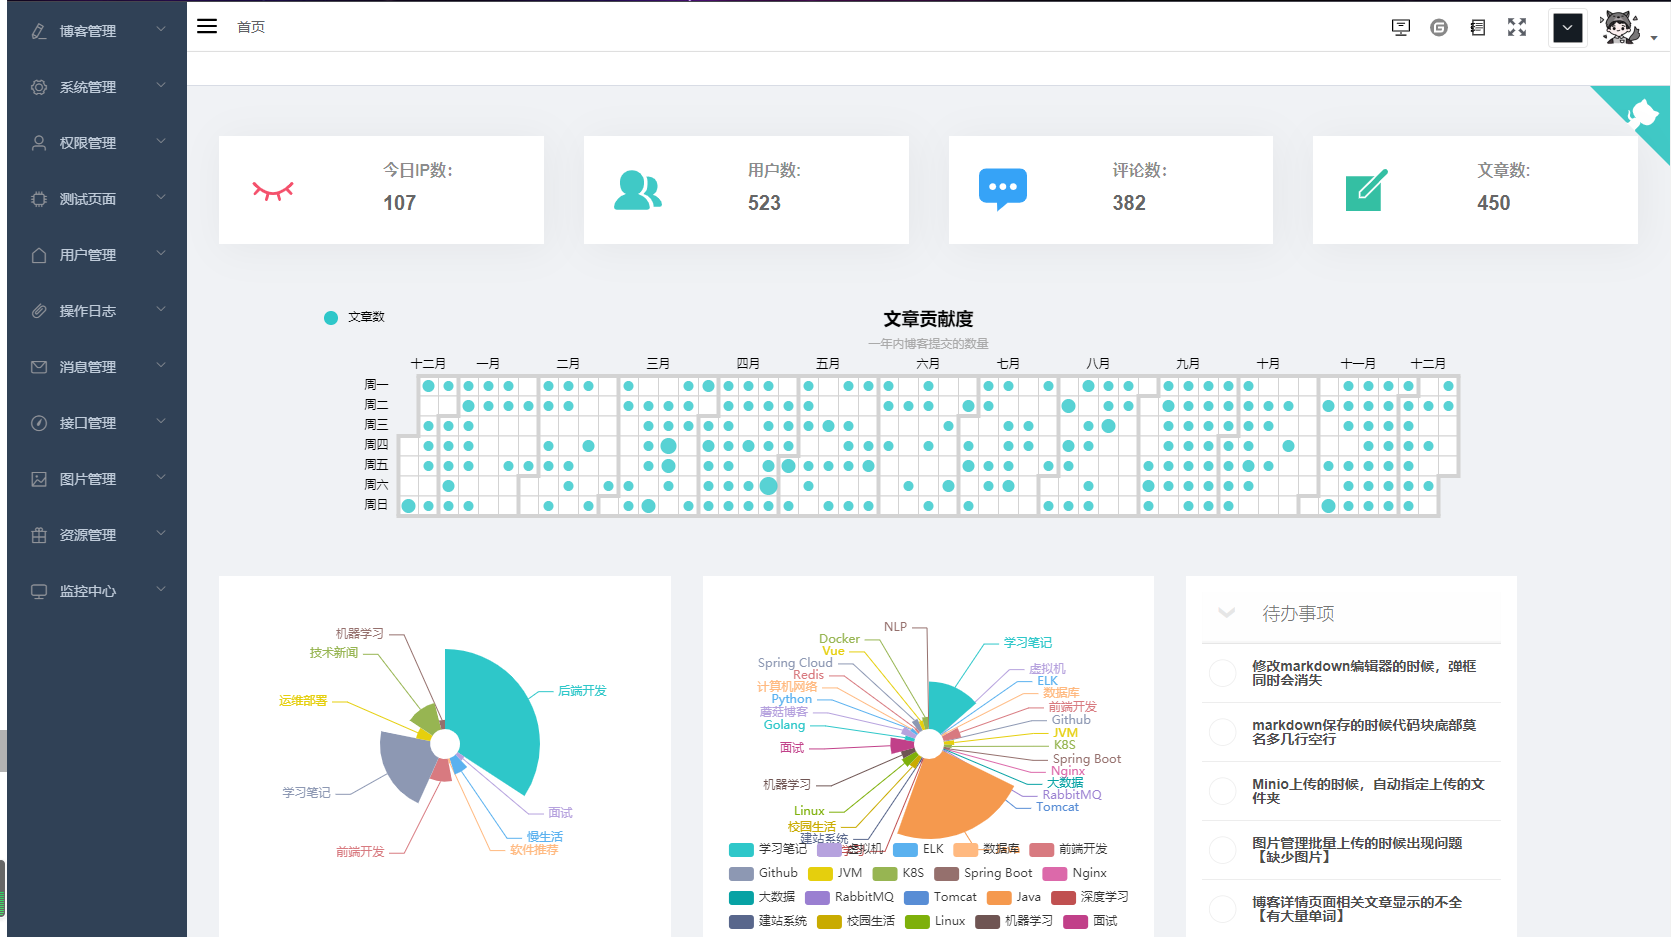 博客管理
系统管理
权限管理
测试页面
用户管理
操作日志
消息管理
接口管理
图片管理
资源管理
监控中心
首页
今日IP数:
107
用户数:
523
评论数:
382
文章数:
450
文章数
文章贡献度
一年内博客提交的数量
十二月 一月 二月 三月 四月 五月 六月 七月 八月 九月 十月 十一月 十二月
周一
周二
周三
周四
周五
周六
周日
机器学习
技术新闻
运维部署
后端开发
学习笔记
面试
慢生活
软件推荐
前端开发
NLP
Docker
Vue
Spring Cloud
Redis
计算机网络
Python
蘑菇博客
Golang
面试
机器学习
Linux
校园生活
建站系统
学习笔记
虚拟机
ELK
数据库
前端开发
Github
JVM
K8S
Spring Boot
Nginx
大数据
RabbitMQ
Tomcat
学习笔记 虚拟机 ELK 数据库 前端开发
Github JVM K8S Spring Boot Nginx
大数据 RabbitMQ Tomcat Java 深度学习
建站系统 校园生活 Linux 机器学习 面试
待办事项
修改markdown编辑器的时候，弹框
同时会消失
markdown保存的时候代码块底部莫
名多几行空行
Minio上传的时候，自动指定上传的文
件夹
图片管理批量上传的时候出现问题
【缺少图片】
博客详情页面相关文章显示的不全
【有大量单词】